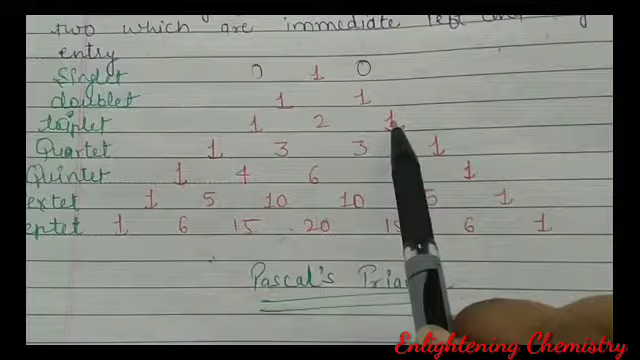 two which are immediate left
entry
Singlet 0 1 0
doublet 1 1
triplet 1 2 1
Quartet 1 3 3 1
Quintet 1 4 6 1
extet 1 5 10 10 5 1
eptet 1 6 15 20 15 6 1
Pascal's
Enlightening Chemistry